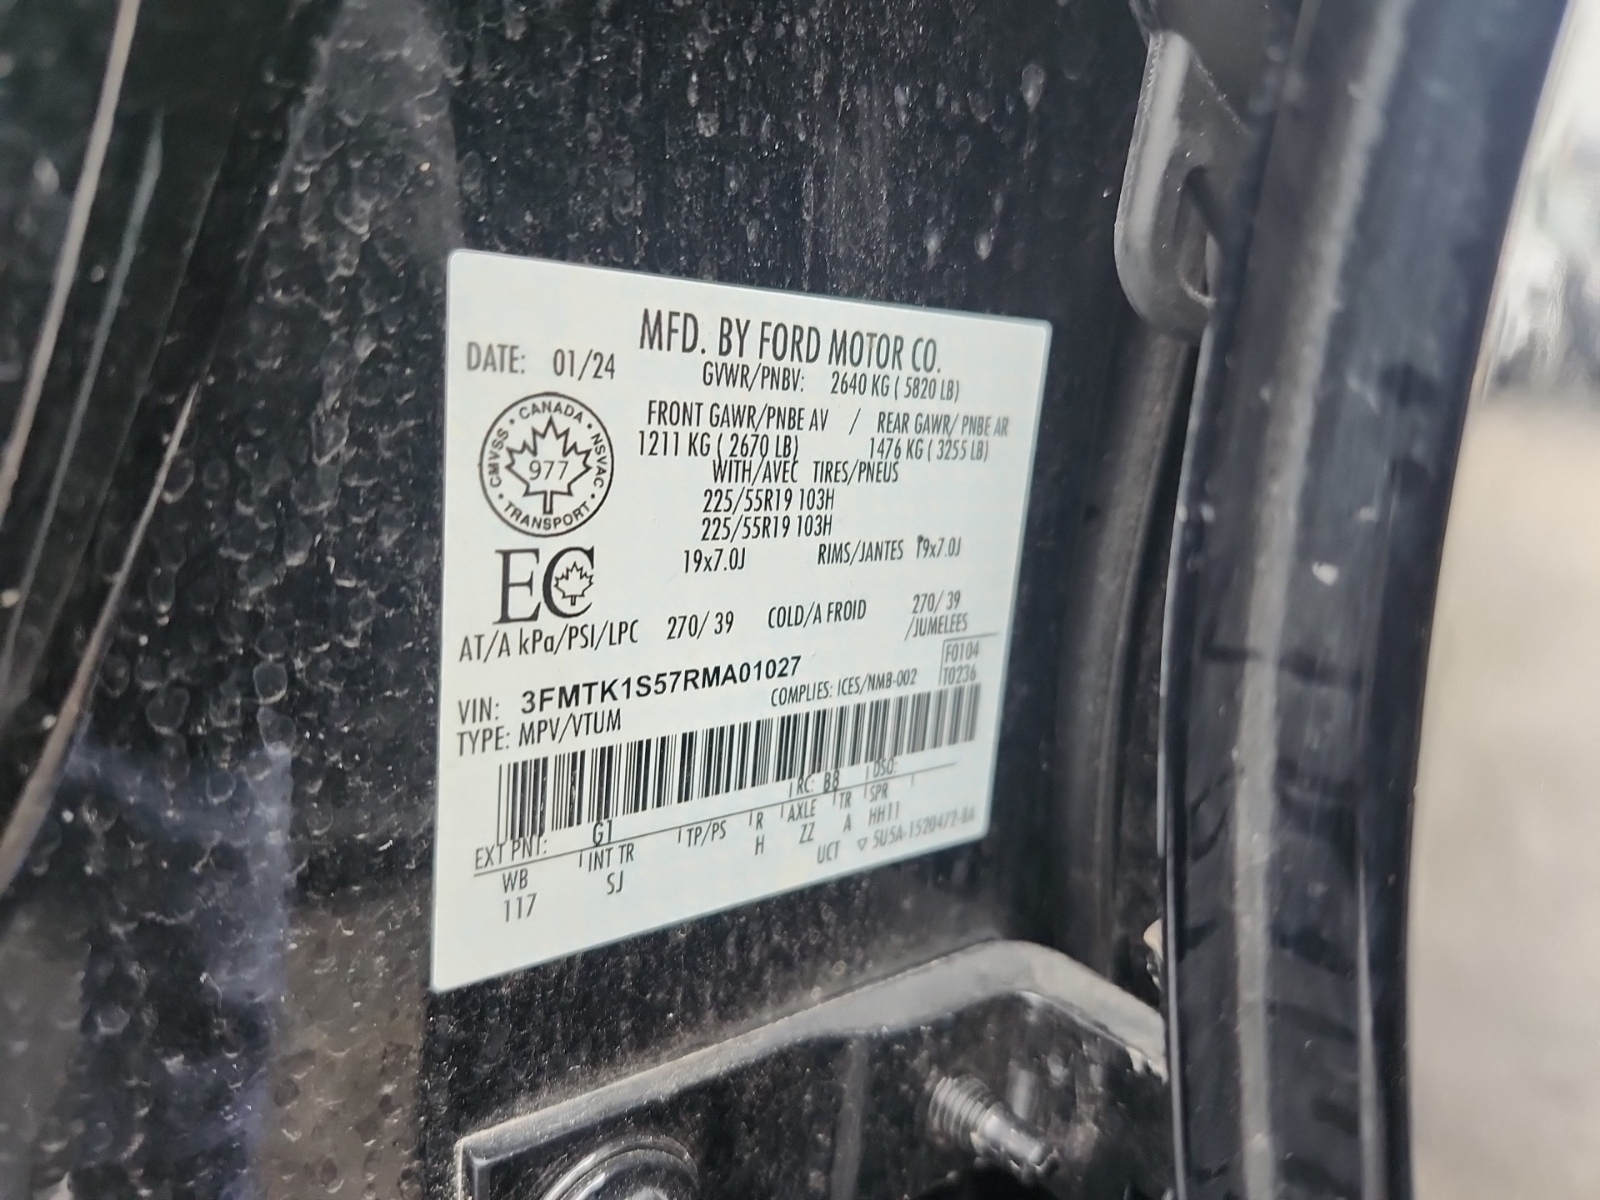 MFD. BY FORD MOTOR CO.
DATE: 01/24
GVWR/PNBV: 2640 KG ( 5820 LB)
FRONT GAWR/PNBE AV / REAR GAWR/ PNBE AR
1211 KG ( 2670 LB) 1476 KG ( 3255 LB)
WITH/AVEC TIRES/PNEUS
225/55R19 103H
225/55R19 103H
19x7.0J RIMS/JANTES 19x7.0J
CANADA
CMVSS NSVAC
977
TRANSPORT
EC
AT/A kPa/PSI/LPC 270/ 39 COLD/A FROID 270/ 39
/JUMELEES
VIN: 3FMTK1S57RMA01027
F0104
T0236
TYPE: MPV/VTUM COMPLIES: ICES/NMB-002
EXT PNT: G1 RC: B8 DSO:
WB INT TR TP/PS R AXLE TR SPR
117 SJ H ZZ A HH11
UCT ▽ 5U5A-1520472-BA